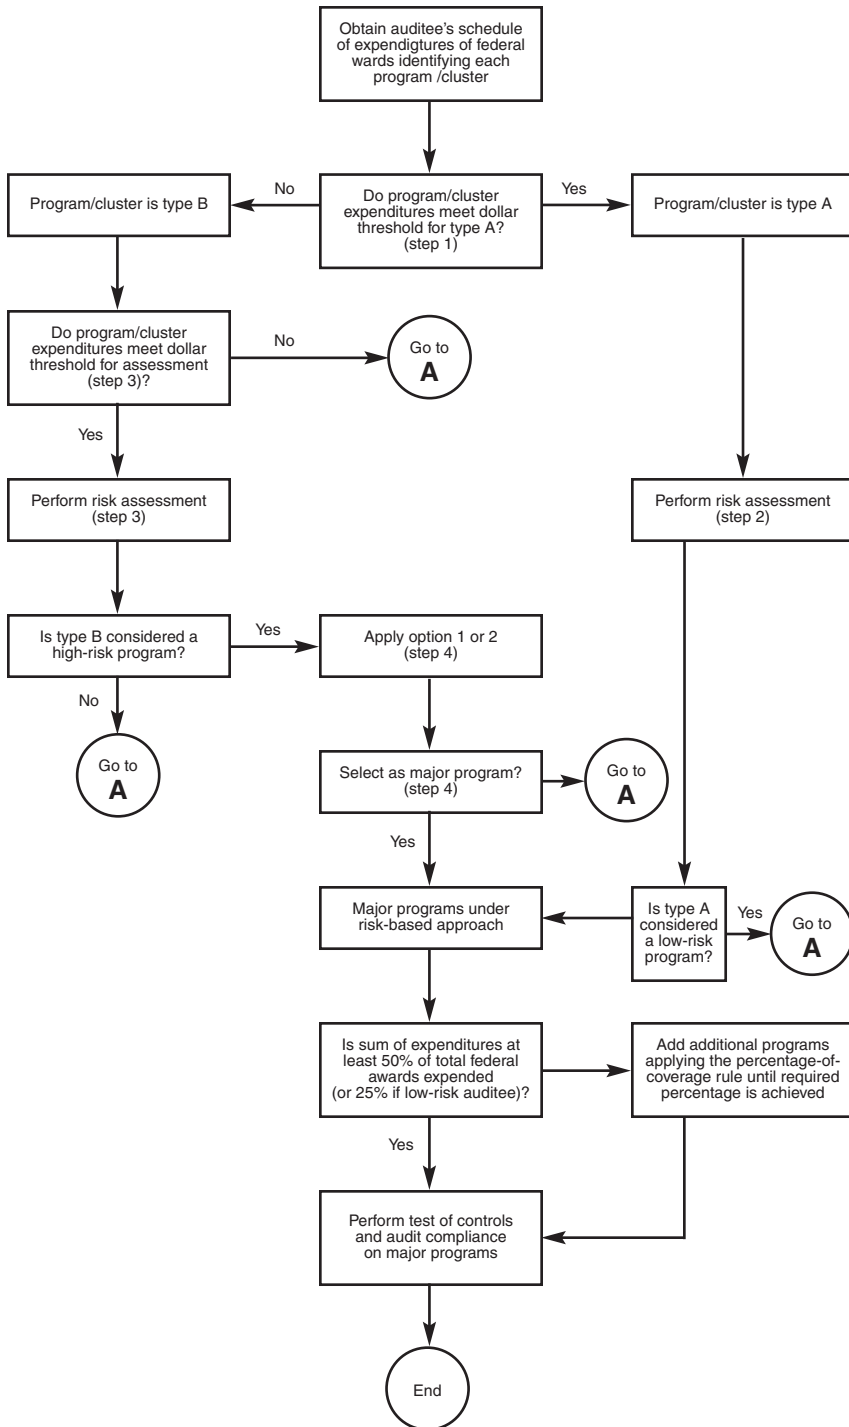 Obtain auditee's schedule
of expendigtures of federal
wards identifying each
program /cluster
Program/cluster is type B
No
Do program/cluster
expenditures meet dollar
threshold for type A?
(step 1)
Yes
Program/cluster is type A
Do program/cluster
expenditures meet dollar
threshold for assessment
(step 3)?
No
Go to
A
Yes
Perform risk assessment
(step 3)
Perform risk assessment
(step 2)
Is type B considered a
high-risk program?
Yes
Apply option 1 or 2
(step 4)
No
Go to
A
Select as major program?
(step 4)
Go to
A
Yes
Major programs under
risk-based approach
Is type A
considered
a low-risk
program?
Yes
Go to
A
Is sum of expenditures at
least 50% of total federal
awards expended
(or 25% if low-risk auditee)?
Add additional programs
applying the percentage-of-
coverage rule until required
percentage is achieved
Yes
Perform test of controls
and audit compliance
on major programs
End